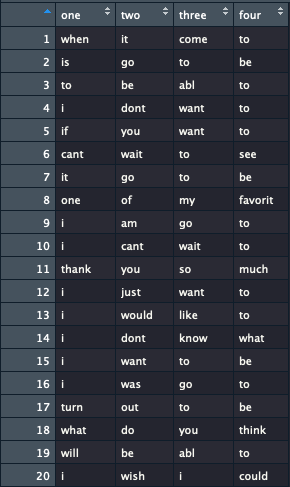 one two three four
1 when it come to
2 is go to be
3 to be abl to
4 i dont want to
5 if you want to
6 cant wait to see
7 it go to be
8 one of my favorit
9 i am go to
10 i cant wait to
11 thank you so much
12 i just want to
13 i would like to
14 i dont know what
15 i want to be
16 i was go to
17 turn out to be
18 what do you think
19 will be abl to
20 i wish i could